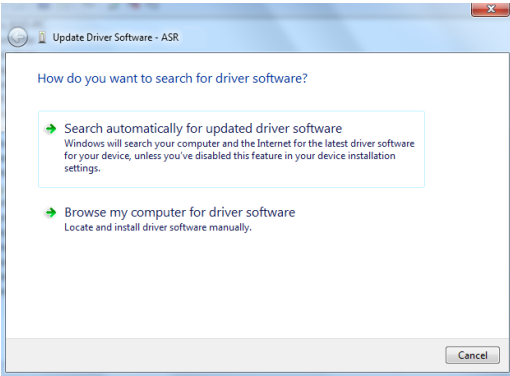 Update Driver Software - ASR
How do you want to search for driver software?
Search automatically for updated driver software
Windows will search your computer and the Internet for the latest driver software
for your device, unless you've disabled this feature in your device installation
settings.
Browse my computer for driver software
Locate and install driver software manually.
Cancel